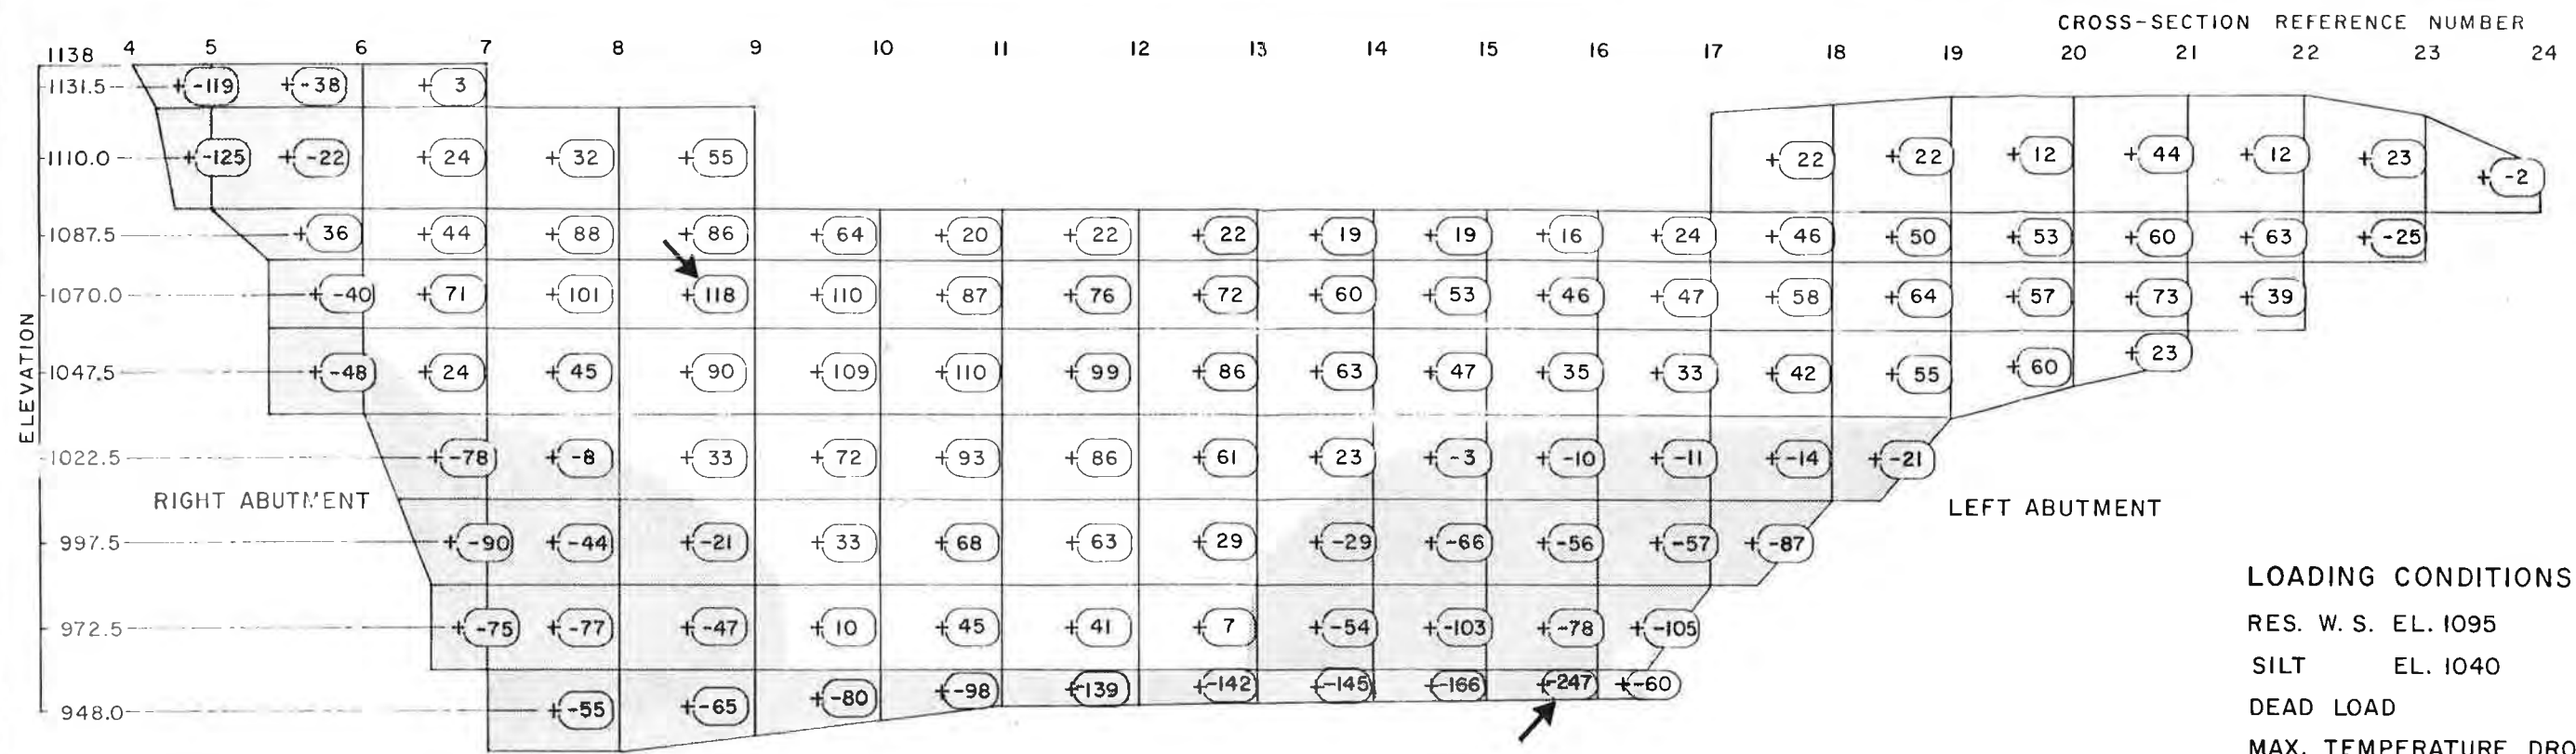 CROSS-SECTION REFERENCE NUMBER
1138 4 5 6 7 8 9 10 11 12 13 14 15 16 17 18 19 20 21 22 23 24
1131.5 -119 -38 3
1110.0 -125 -22 24 32 55 22 22 12 44 12 23 -2
1087.5 36 44 88 86 64 20 22 22 19 19 16 24 46 50 53 60 63 -25
1070.0 -40 71 101 118 110 87 76 72 60 53 46 47 58 64 57 73 39
ELEVATION
1047.5 -48 24 45 90 109 110 99 86 63 47 35 33 42 55 60 23
1022.5 -78 -8 33 72 93 86 61 23 -3 -10 -11 -14 -21
RIGHT ABUTMENT
LEFT ABUTMENT
997.5 -90 -44 -21 33 68 63 29 -29 -66 -56 -57 -87
972.5 -75 -77 -47 10 45 41 7 -54 -103 -78 -105
948.0 -55 -65 -80 -98 -139 -142 -145 -166 -247 -60
LOADING CONDITIONS
RES. W. S. EL. 1095
SILT EL. 1040
DEAD LOAD
MAX. TEMPERATURE DRO